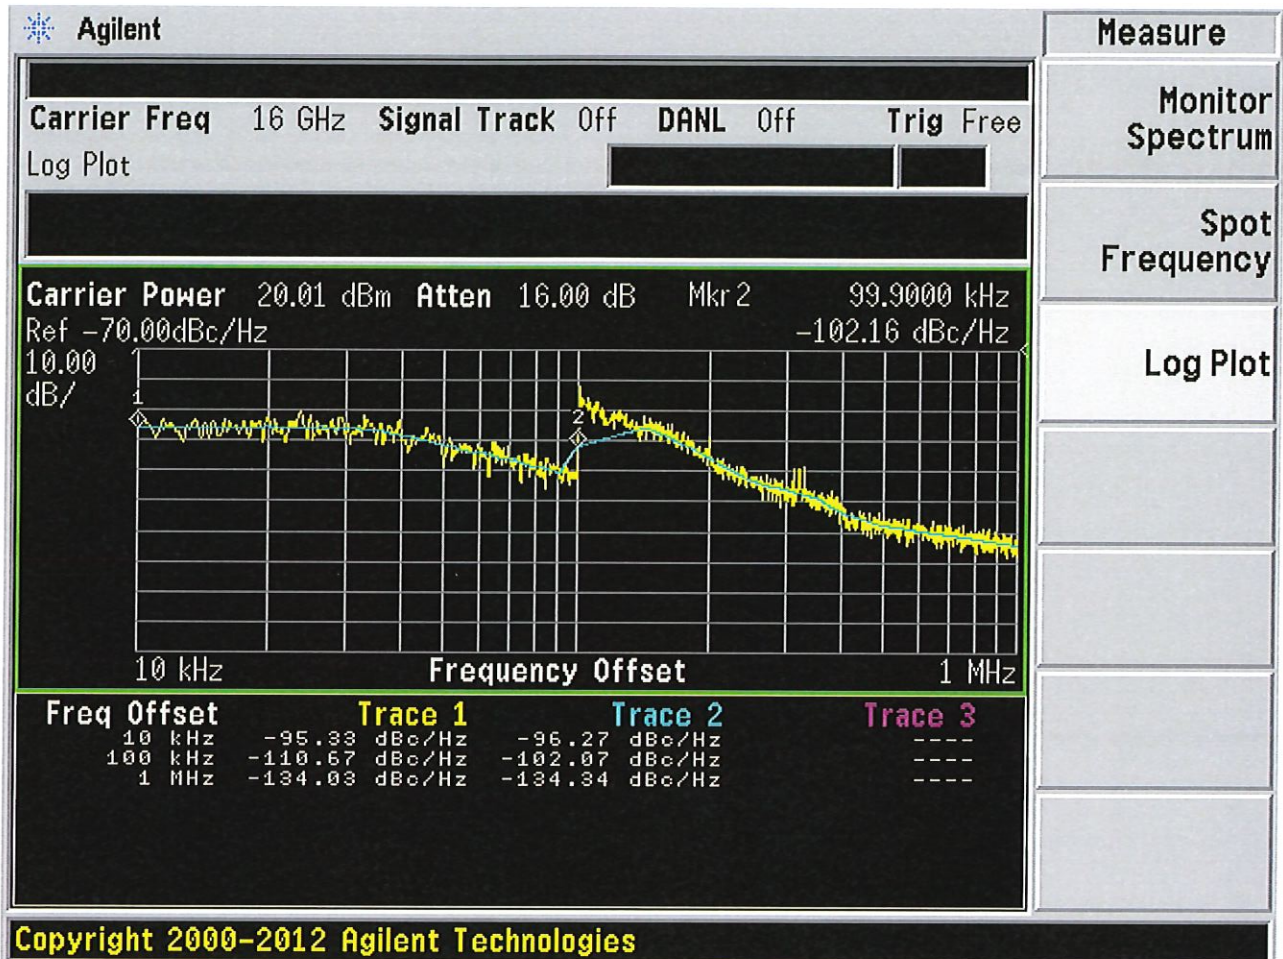 Agilent
Measure
Carrier Freq 16 GHz Signal Track Off DANL Off Trig Free
Log Plot
Monitor
Spectrum
Spot
Frequency
Log Plot
Carrier Power 20.01 dBm Atten 16.00 dB Mkr 2 99.9000 kHz
Ref -70.00dBc/Hz -102.16 dBc/Hz
10.00
dB/
1
2
10 kHz Frequency Offset 1 MHz
Freq Offset Trace 1 Trace 2 Trace 3
10 kHz -95.33 dBc/Hz -96.27 dBc/Hz ----
100 kHz -110.67 dBc/Hz -102.07 dBc/Hz ----
1 MHz -134.03 dBc/Hz -134.34 dBc/Hz ----
Copyright 2000-2012 Agilent Technologies